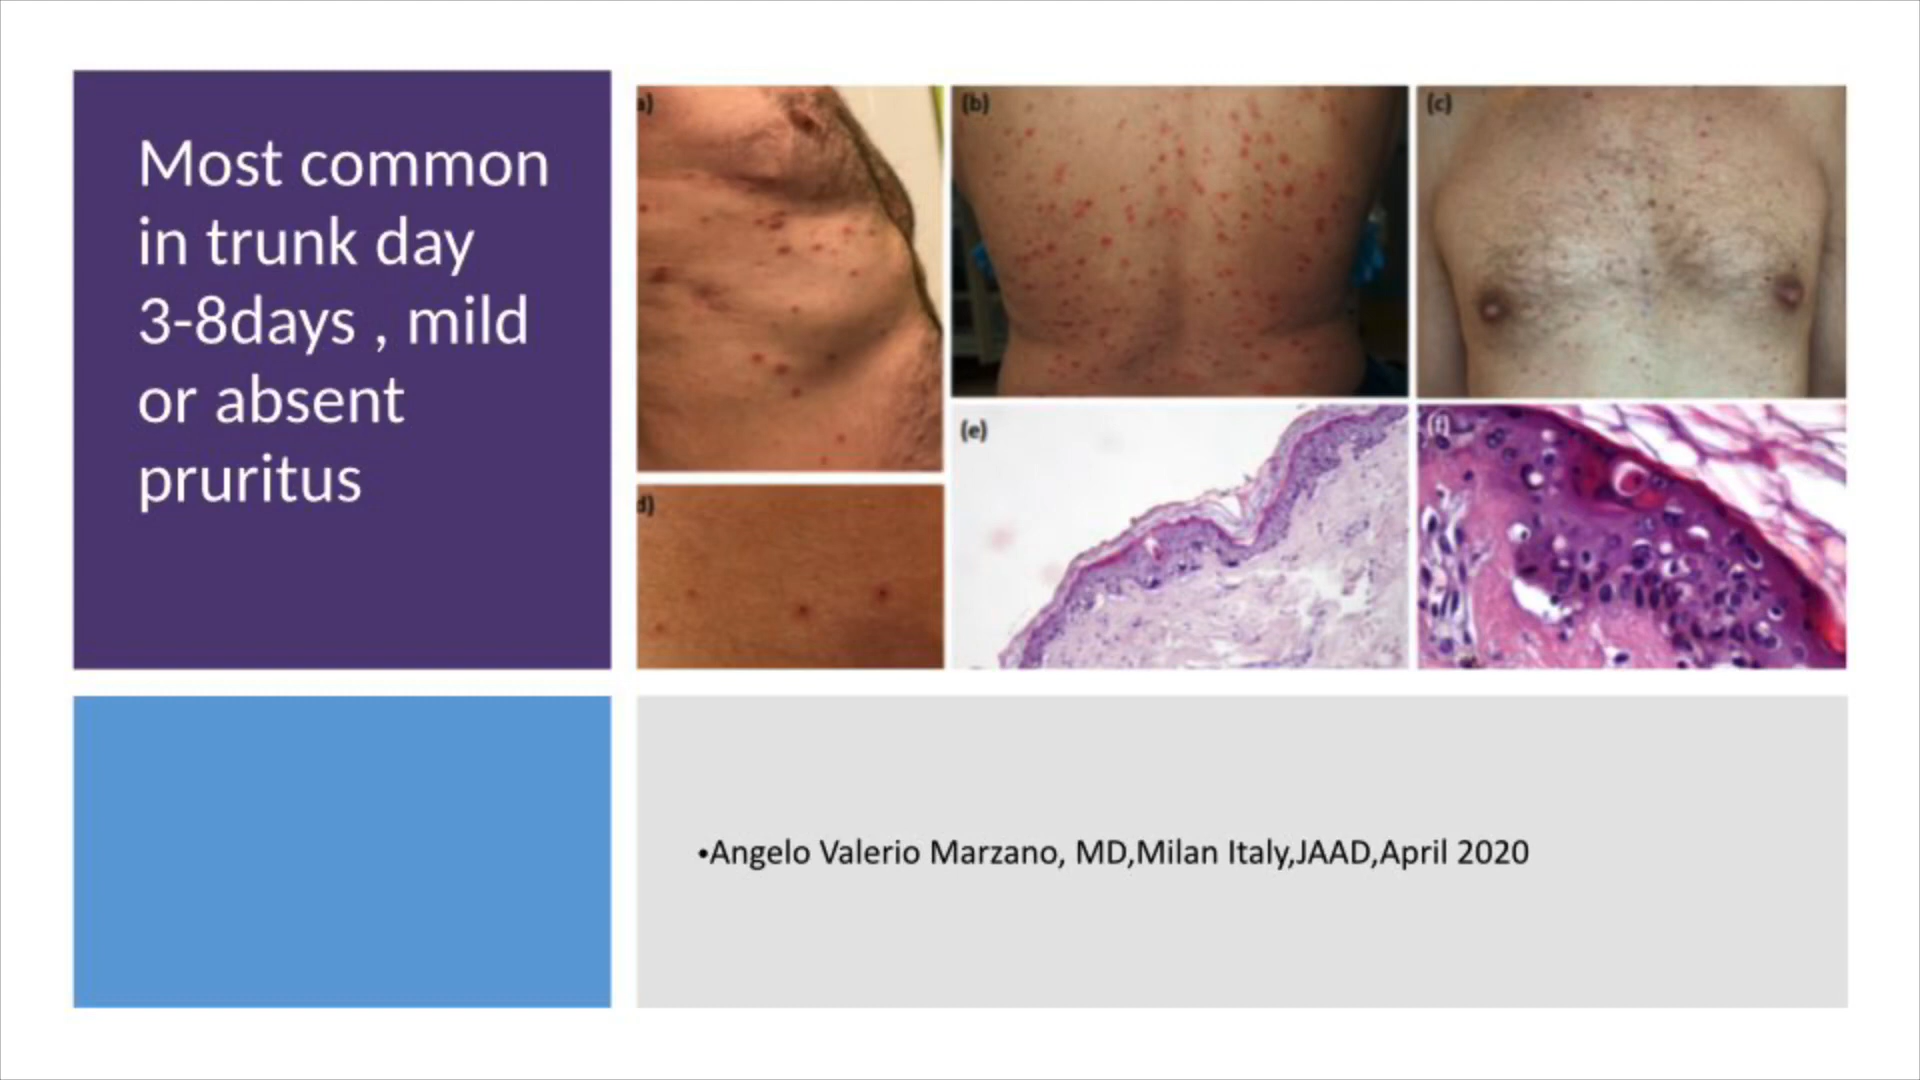 Most common
in trunk day
3-8days , mild
or absent
pruritus
a)
(b)
(c)
d)
(e)
(f)
•Angelo Valerio Marzano, MD,Milan Italy,JAAD,April 2020